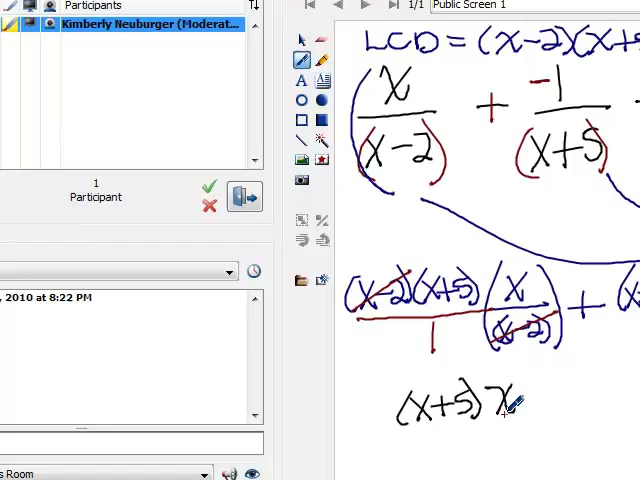 Participants
Kimberly Neuburger (Moderat...
1
Participant
, 2010 at 8:22 PM
s Room
1/1 Public Screen 1
LCD = (x-2)(x+5
x/(x-2) + -1/(x+5)
(x-2)(x+5)/1 (x/(x-2)) + (x
(x+5)x